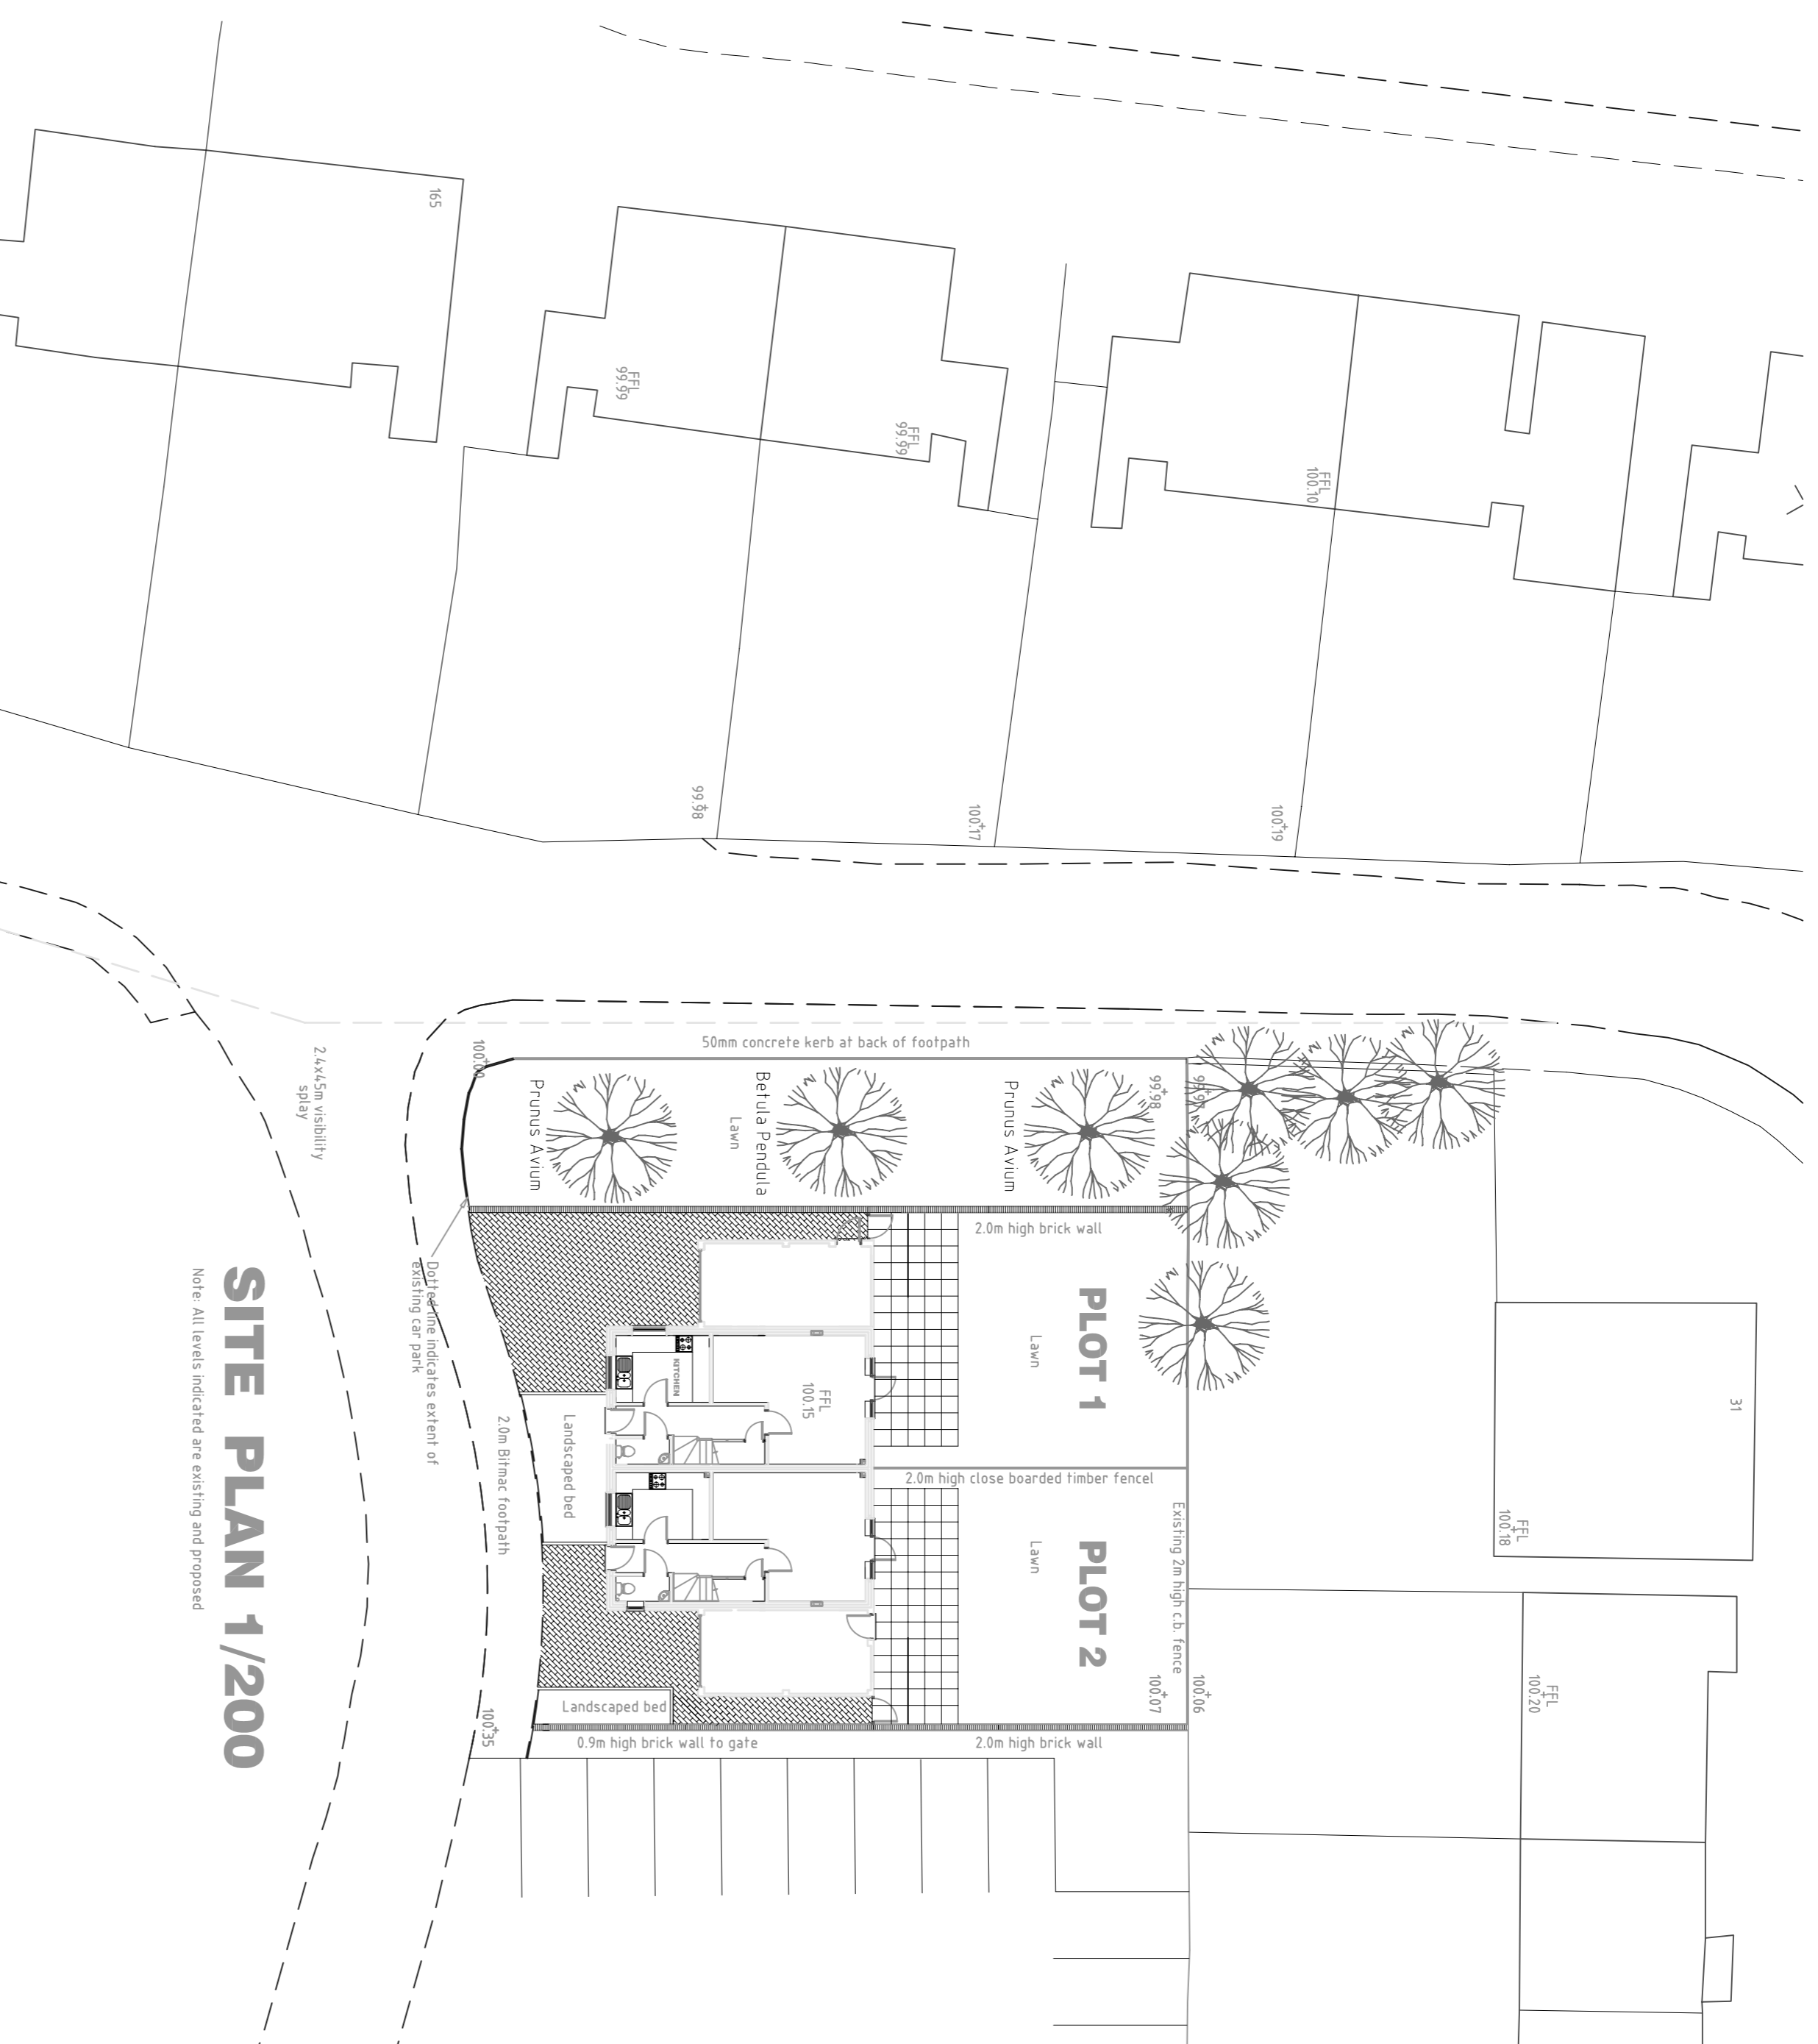 165
FFL
99.99
FFL
99.99
FFL
100.10
99.98
100.17
100.19
50mm concrete kerb at back of footpath
100.00
Prunus Avium
Betula Pendula
Lawn
Prunus Avium
99.98
2.4x45m visibility
splay
2.0m high brick wall
Dotted line indicates extent of
existing car park
PLOT 1
Lawn
KITCHEN
FFL
100.15
31
Landscaped bed
2.0m Bitmac footpath
2.0m high close boarded timber fencel
Existing 2m high c.b. fence
FFL
100.18
PLOT 2
Lawn
100.07
100.06
FFL
100.20
Landscaped bed
100.35
0.9m high brick wall to gate
2.0m high brick wall
SITE PLAN 1/200
Note: All levels indicated are existing and proposed